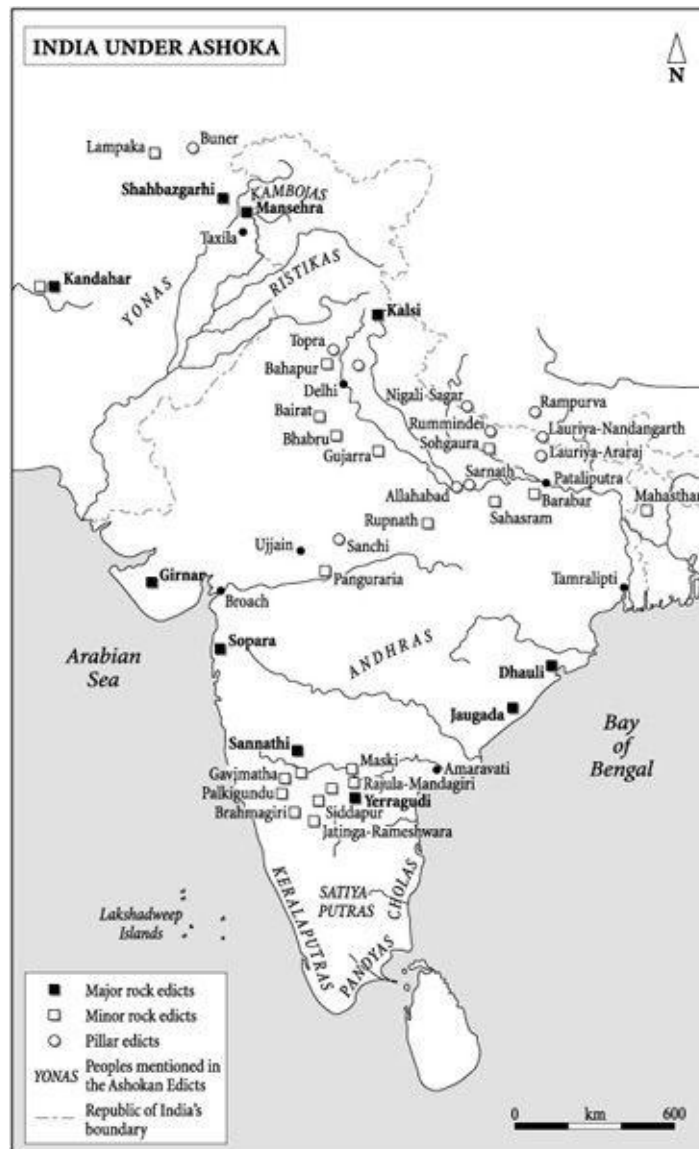 INDIA UNDER ASHOKA
N
Buner
Lampaka
Shahbazgarhi
KAMBOJAS
Mansehra
Taxila
Kandahar
YONAS
RISTIKAS
Kalsi
Topra
Bahapur
Delhi
Nigali-Sagar
Rampurva
Bairat
Rummindei
Lauriya-Nandangarth
Bhabru
Sohgaura
Lauriya-Araraj
Gujarra
Sarnath
Pataliputra
Allahabad
Barabar
Mahasthan
Rupnath
Sahasram
Ujjain
Sanchi
Girnar
Panguraria
Tamralipti
Broach
Arabian
Sea
Sopara
ANDHRAS
Dhauli
Jaugada
Bay
of
Bengal
Sannathi
Maski
Amaravati
Gavimatha
Rajula-Mandagiri
Palkigundu
Yerragudi
Brahmagiri
Siddapur
Jatinga-Rameshwara
KERALAPUTRAS
SATIYA
PUTRAS
CHOLAS
PANDYAS
Lakshadweep
Islands
Major rock edicts
Minor rock edicts
Pillar edicts
YONAS Peoples mentioned in
the Ashokan Edicts
Republic of India's
boundary
0 km 600